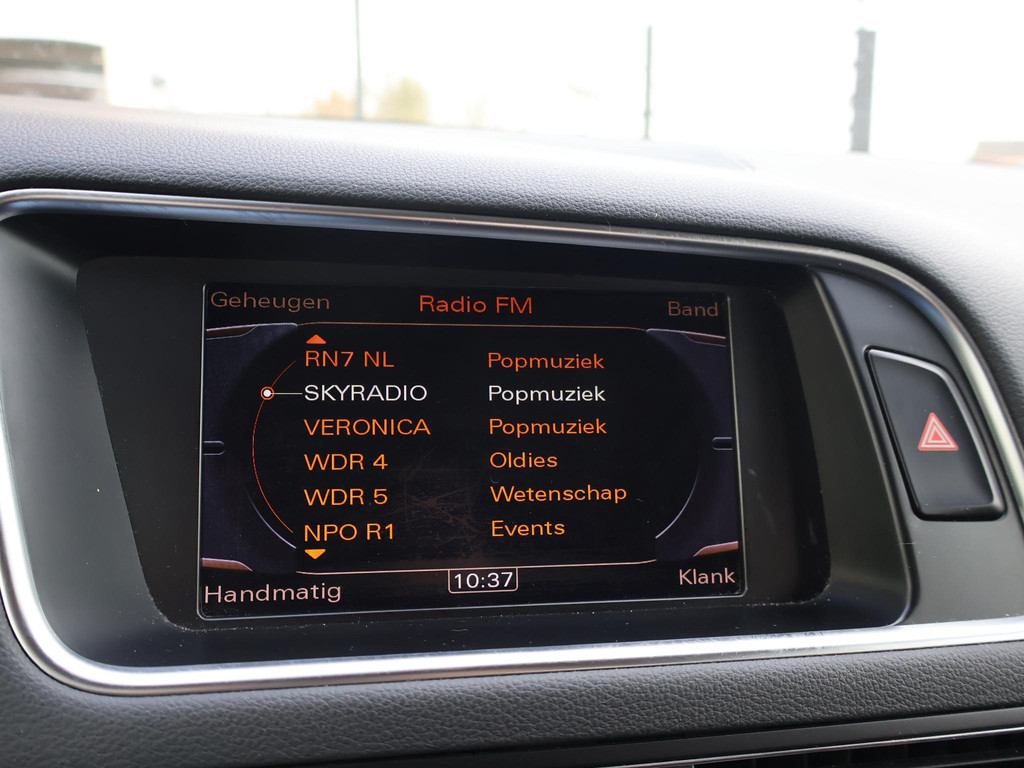 Geheugen Radio FM Band
RN7 NL Popmuziek
SKYRADIO Popmuziek
VERONICA Popmuziek
WDR 4 Oldies
WDR 5 Wetenschap
NPO R1 Events
Handmatig 10:37 Klank